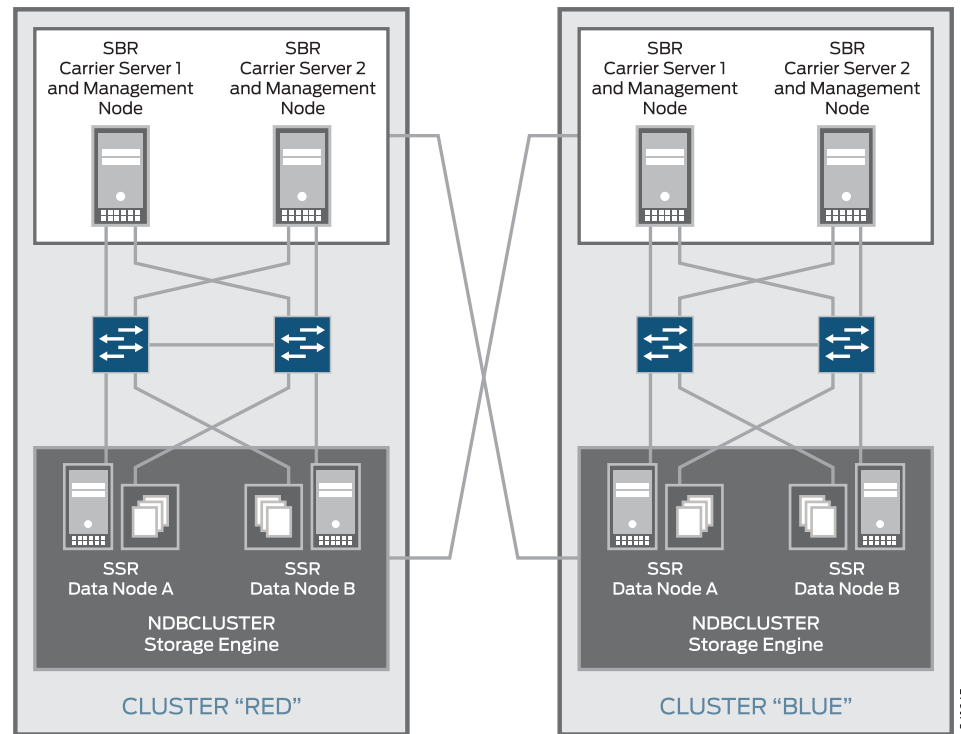 SBR
Carrier Server 1
and Management
Node
SBR
Carrier Server 2
and Management
Node
SSR
Data Node A
SSR
Data Node B
NDBCLUSTER
Storage Engine
CLUSTER “RED”
SBR
Carrier Server 1
and Management
Node
SBR
Carrier Server 2
and Management
Node
SSR
Data Node A
SSR
Data Node B
NDBCLUSTER
Storage Engine
CLUSTER “BLUE”